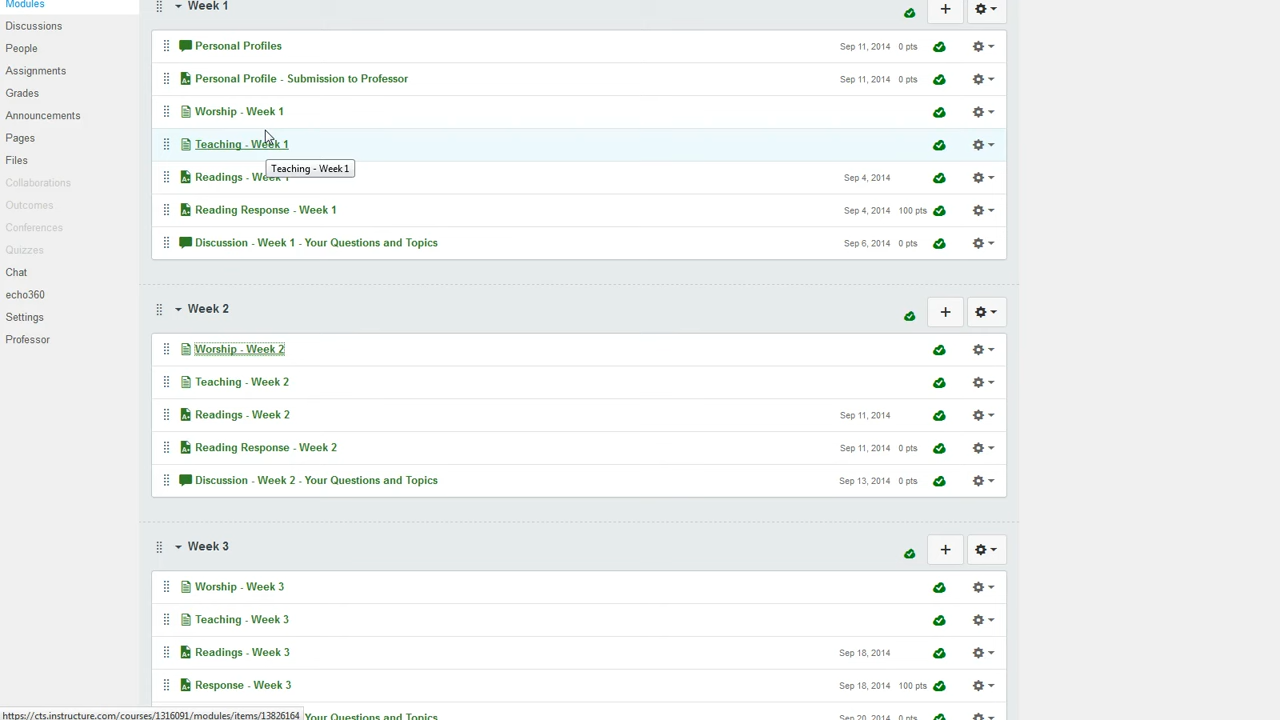 Modules
Discussions
People
Assignments
Grades
Announcements
Pages
Files
Collaborations
Outcomes
Conferences
Quizzes
Chat
echo360
Settings
Professor
Week 1
Personal Profiles Sep 11, 2014 0 pts
Personal Profile - Submission to Professor Sep 11, 2014 0 pts
Worship - Week 1
Teaching - Week 1
Teaching - Week 1
Readings - Week 1 Sep 4, 2014
Reading Response - Week 1 Sep 4, 2014 100 pts
Discussion - Week 1 - Your Questions and Topics Sep 6, 2014 0 pts
Week 2
Worship - Week 2
Teaching - Week 2
Readings - Week 2 Sep 11, 2014
Reading Response - Week 2 Sep 11, 2014 0 pts
Discussion - Week 2 - Your Questions and Topics Sep 13, 2014 0 pts
Week 3
Worship - Week 3
Teaching - Week 3
Readings - Week 3 Sep 18, 2014
Response - Week 3 Sep 18, 2014 100 pts
Your Questions and Topics Sep 20, 2014 0 pts
https://cts.instructure.com/courses/1316091/modules/items/13826164